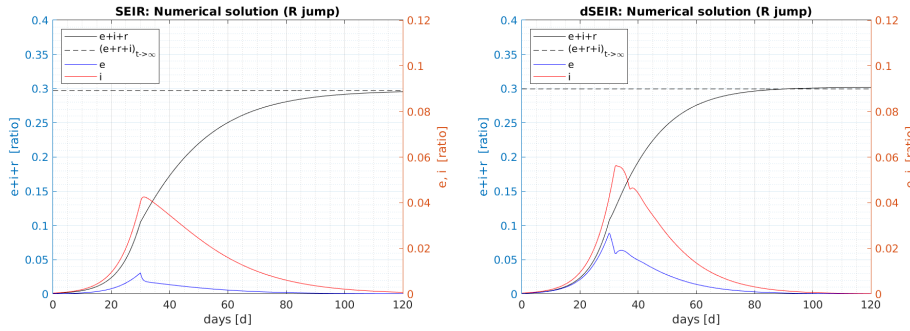 SEIR: Numerical solution (R jump)
0.4
0.35
0.3
0.25
0.2
0.15
0.1
0.05
0
e+i+r [ratio]
e+i+r
(e+r+i)t->∞
e
i
0.12
0.1
0.08
0.06
0.04
0.02
0
e, i [ratio]
0 20 40 60 80 100 120
days [d]
dSEIR: Numerical solution (R jump)
0.4
0.35
0.3
0.25
0.2
0.15
0.1
0.05
0
e+i+r [ratio]
e+i+r
(e+r+i)t->∞
e
i
0.12
0.1
0.08
0.06
0.04
0.02
0
e, i [ratio]
0 20 40 60 80 100 120
days [d]